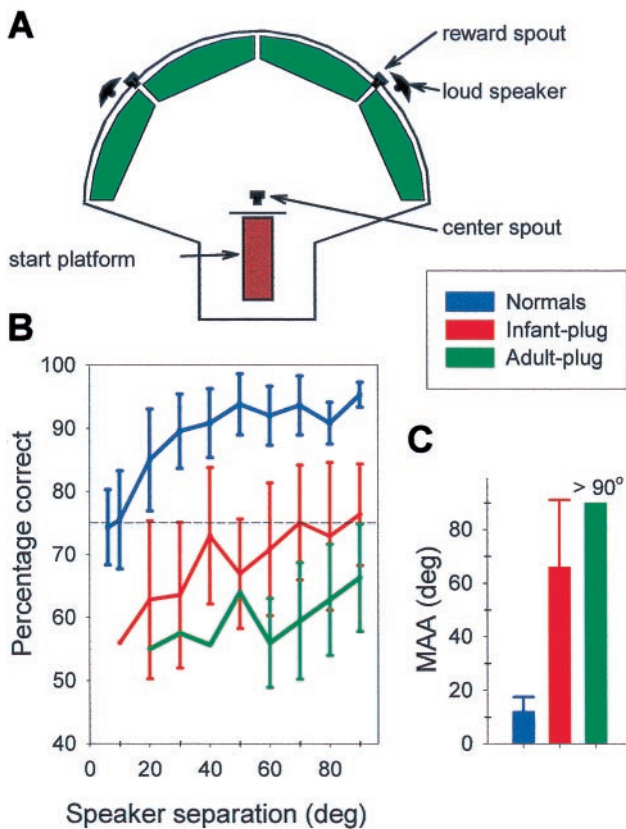 A
reward spout
loud speaker
center spout
start platform
Normals
Infant-plug
Adult-plug
B
100
90
80
70
60
50
40
Percentage correct
0 20 40 60 80
Speaker separation (deg)
C
> 90°
80
60
40
20
0
MAA (deg)